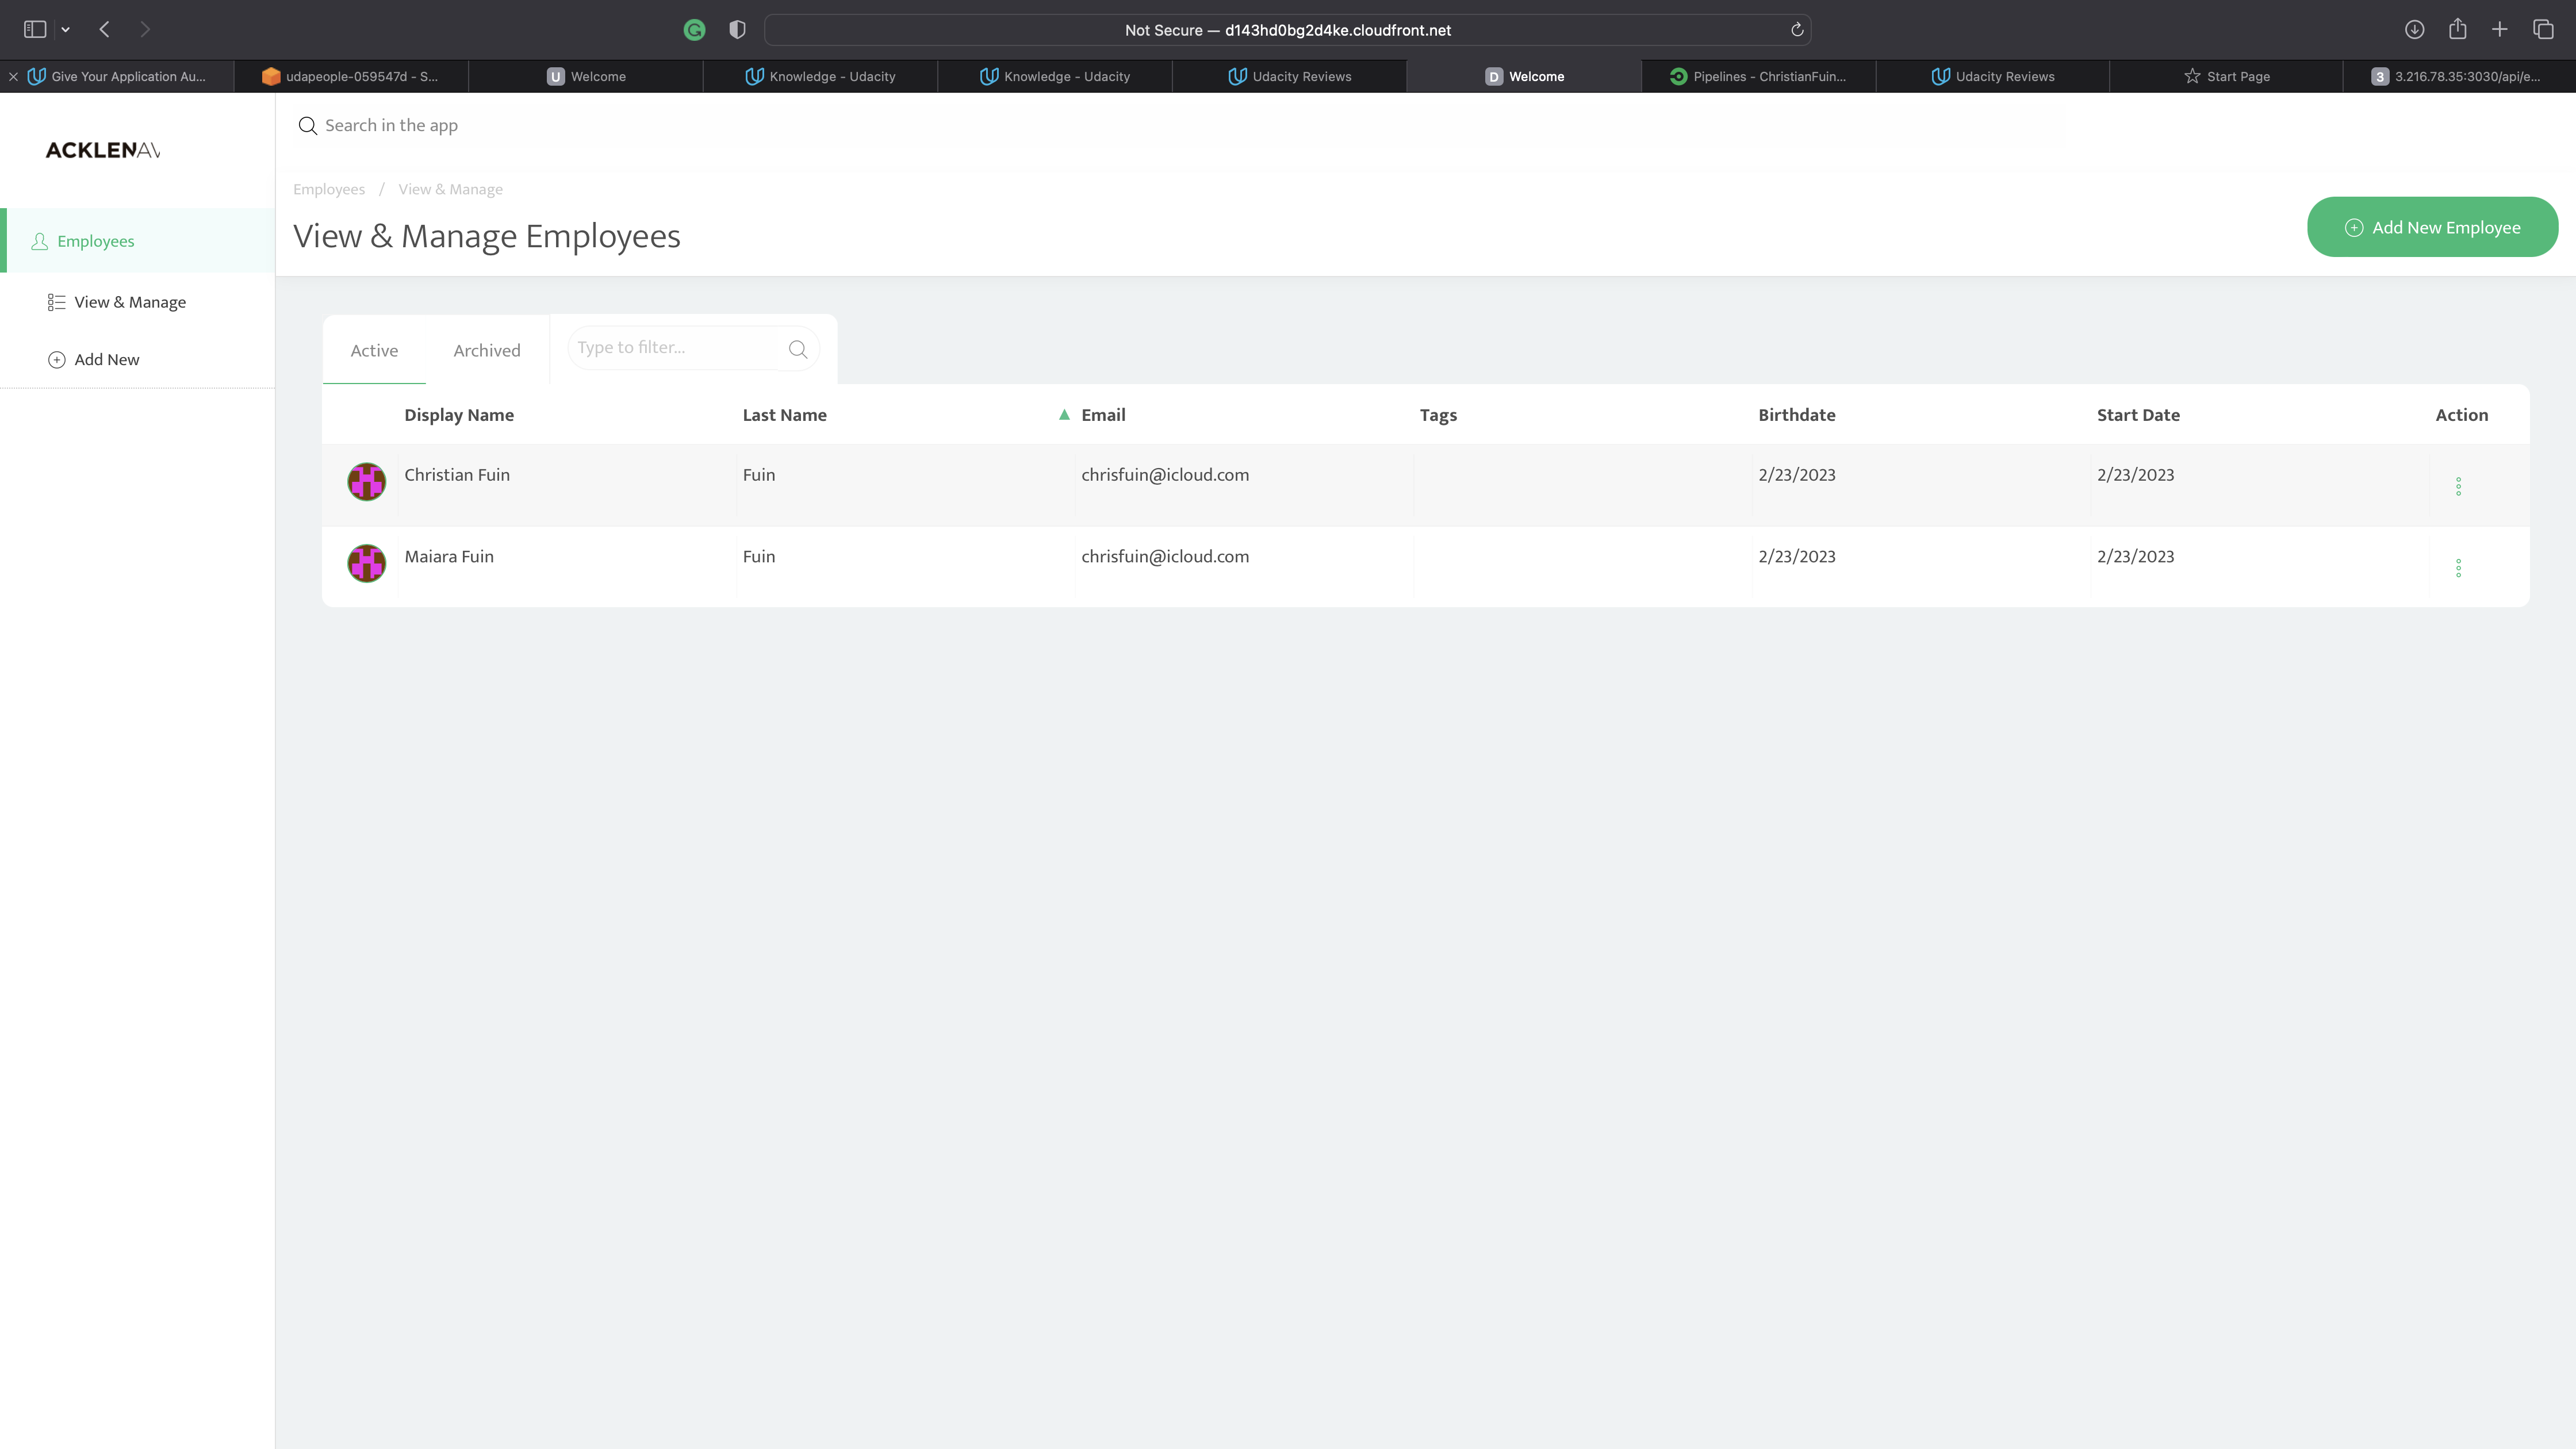 Not Secure — d143hd0bg2d4ke.cloudfront.net
Give Your Application Au...
udapeople-059547d - S...
U Welcome
Knowledge - Udacity
Knowledge - Udacity
Udacity Reviews
D Welcome
Pipelines - ChristianFuin...
Udacity Reviews
Start Page
3 3.216.78.35:3030/api/e...
ACKLENAV
Search in the app
Employees / View & Manage
View & Manage Employees
Add New Employee
Employees
View & Manage
Add New
Active Archived Type to filter...
Display Name Last Name Email Tags Birthdate Start Date Action
Christian Fuin Fuin chrisfuin@icloud.com 2/23/2023 2/23/2023
Maiara Fuin Fuin chrisfuin@icloud.com 2/23/2023 2/23/2023